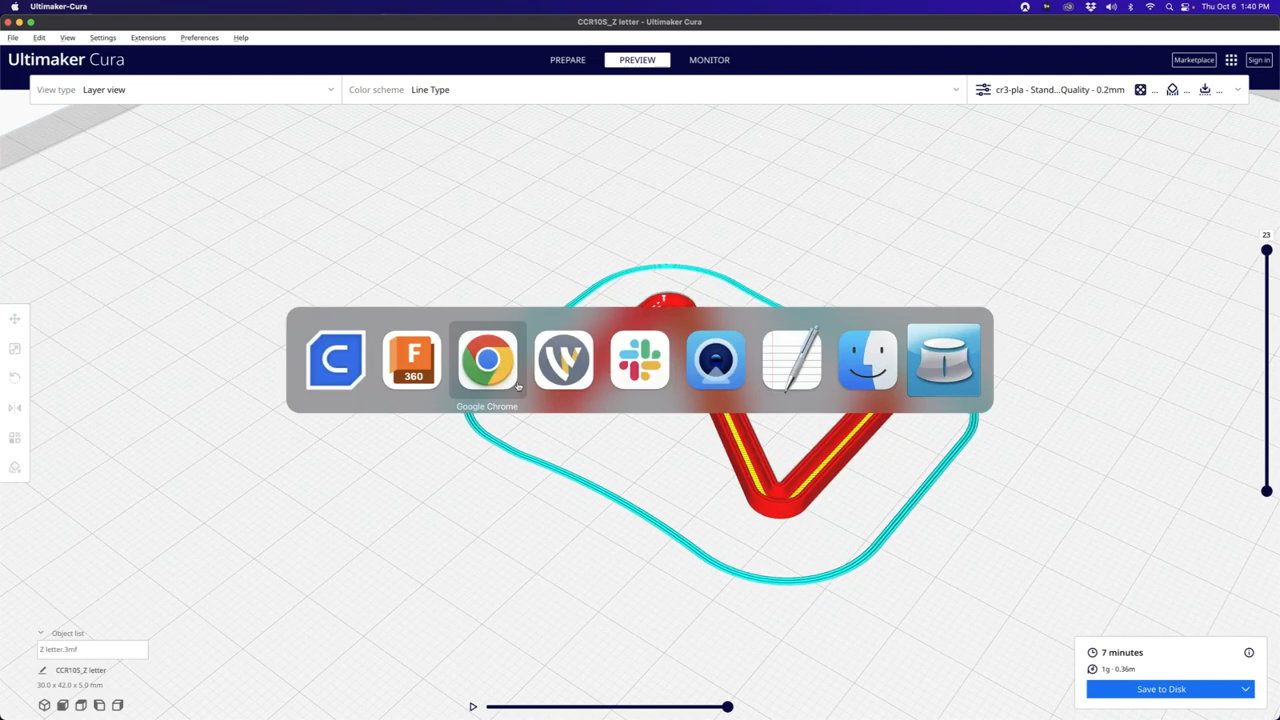 Ultimaker-Cura
Thu Oct 6 1:40 PM
CCR10S_Z letter - Ultimaker Cura
File Edit View Settings Extensions Preferences Help
Ultimaker Cura
PREPARE PREVIEW MONITOR
Marketplace Sign in
View type Layer view
Color scheme Line Type
cr3-pla - Stand...Quality - 0.2mm ... ... ...
23
F
360
Google Chrome
Object list
Z letter.3mf
CCR10S_Z letter
30.0 x 42.0 x 5.0 mm
7 minutes
1g · 0.36m
Save to Disk